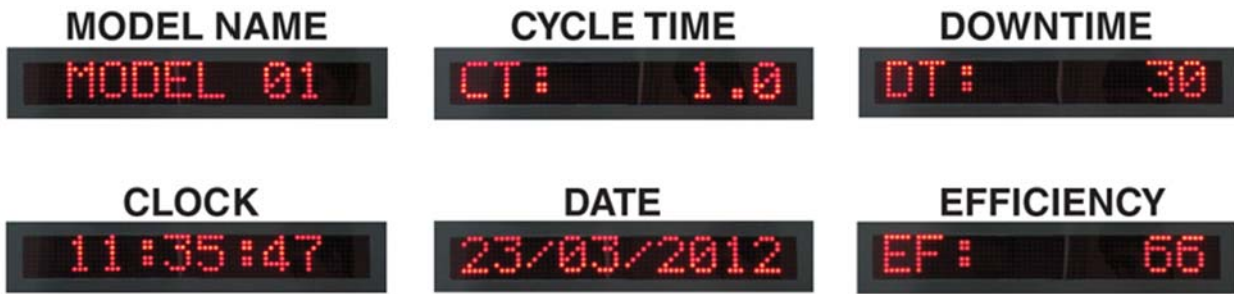 MODEL NAME
MODEL 01
CYCLE TIME
CT: 1.0
DOWNTIME
DT: 30
CLOCK
11:35:47
DATE
23/03/2012
EFFICIENCY
EF: 66